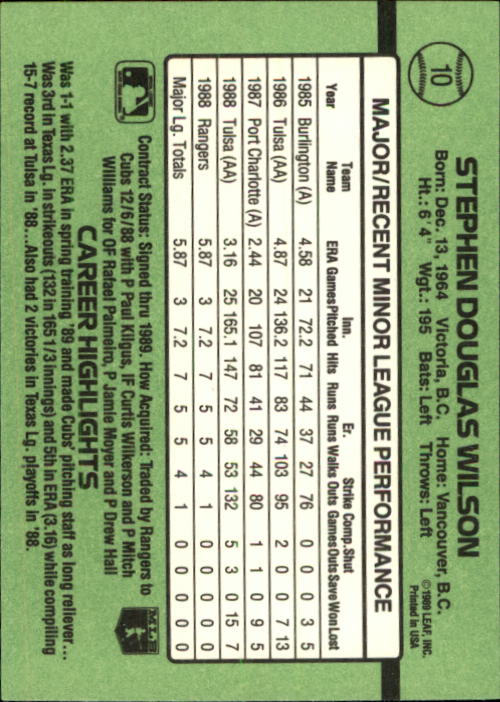 10
STEPHEN DOUGLAS WILSON
Born: Dec. 13, 1964 Victoria, B.C. Home: Vancouver, B.C.
Ht.: 6' 4" Wgt.: 195 Bats: Left Throws: Left
©1989 LEAF, INC.
Printed in USA
MAJOR/RECENT MINOR LEAGUE PERFORMANCE
Team Inn. Er. Strike Comp. Shut
Year Name ERA Games Pitched Hits Runs Runs Walks Outs Games Outs Save Won Lost
1985 Burlington (A) 4.58 21 72.2 71 44 37 27 76 0 0 0 3 5
1986 Tulsa (AA) 4.87 24 136.2 117 83 74 103 95 2 0 0 7 13
1987 Port Charlotte (A) 2.44 20 107 81 41 29 44 80 1 1 0 9 5
1988 Tulsa (AA) 3.16 25 165.1 147 72 58 53 132 5 3 0 15 7
1988 Rangers 5.87 3 7.2 7 5 5 4 1 0 0 0 0 0
Major Lg. Totals 5.87 3 7.2 7 5 5 4 1 0 0 0 0 0
Contract Status: Signed thru 1989. How Acquired: Traded by Rangers to
Cubs 12/6/88 with P Paul Kilgus, IF Curtis Wilkerson and P Mitch
Williams for OF Rafael Palmeiro, P Jamie Moyer and P Drew Hall
MLB
CAREER HIGHLIGHTS
Was 1-1 with 2.37 ERA in spring training '89 and made Cubs' pitching staff as long reliever...
Was 3rd in Texas Lg. in strikeouts (132 in 165 1/3 innings) and 5th in ERA (3.16) while compiling
15-7 record at Tulsa in '88...Also had 2 victories in Texas Lg. playoffs in '88.